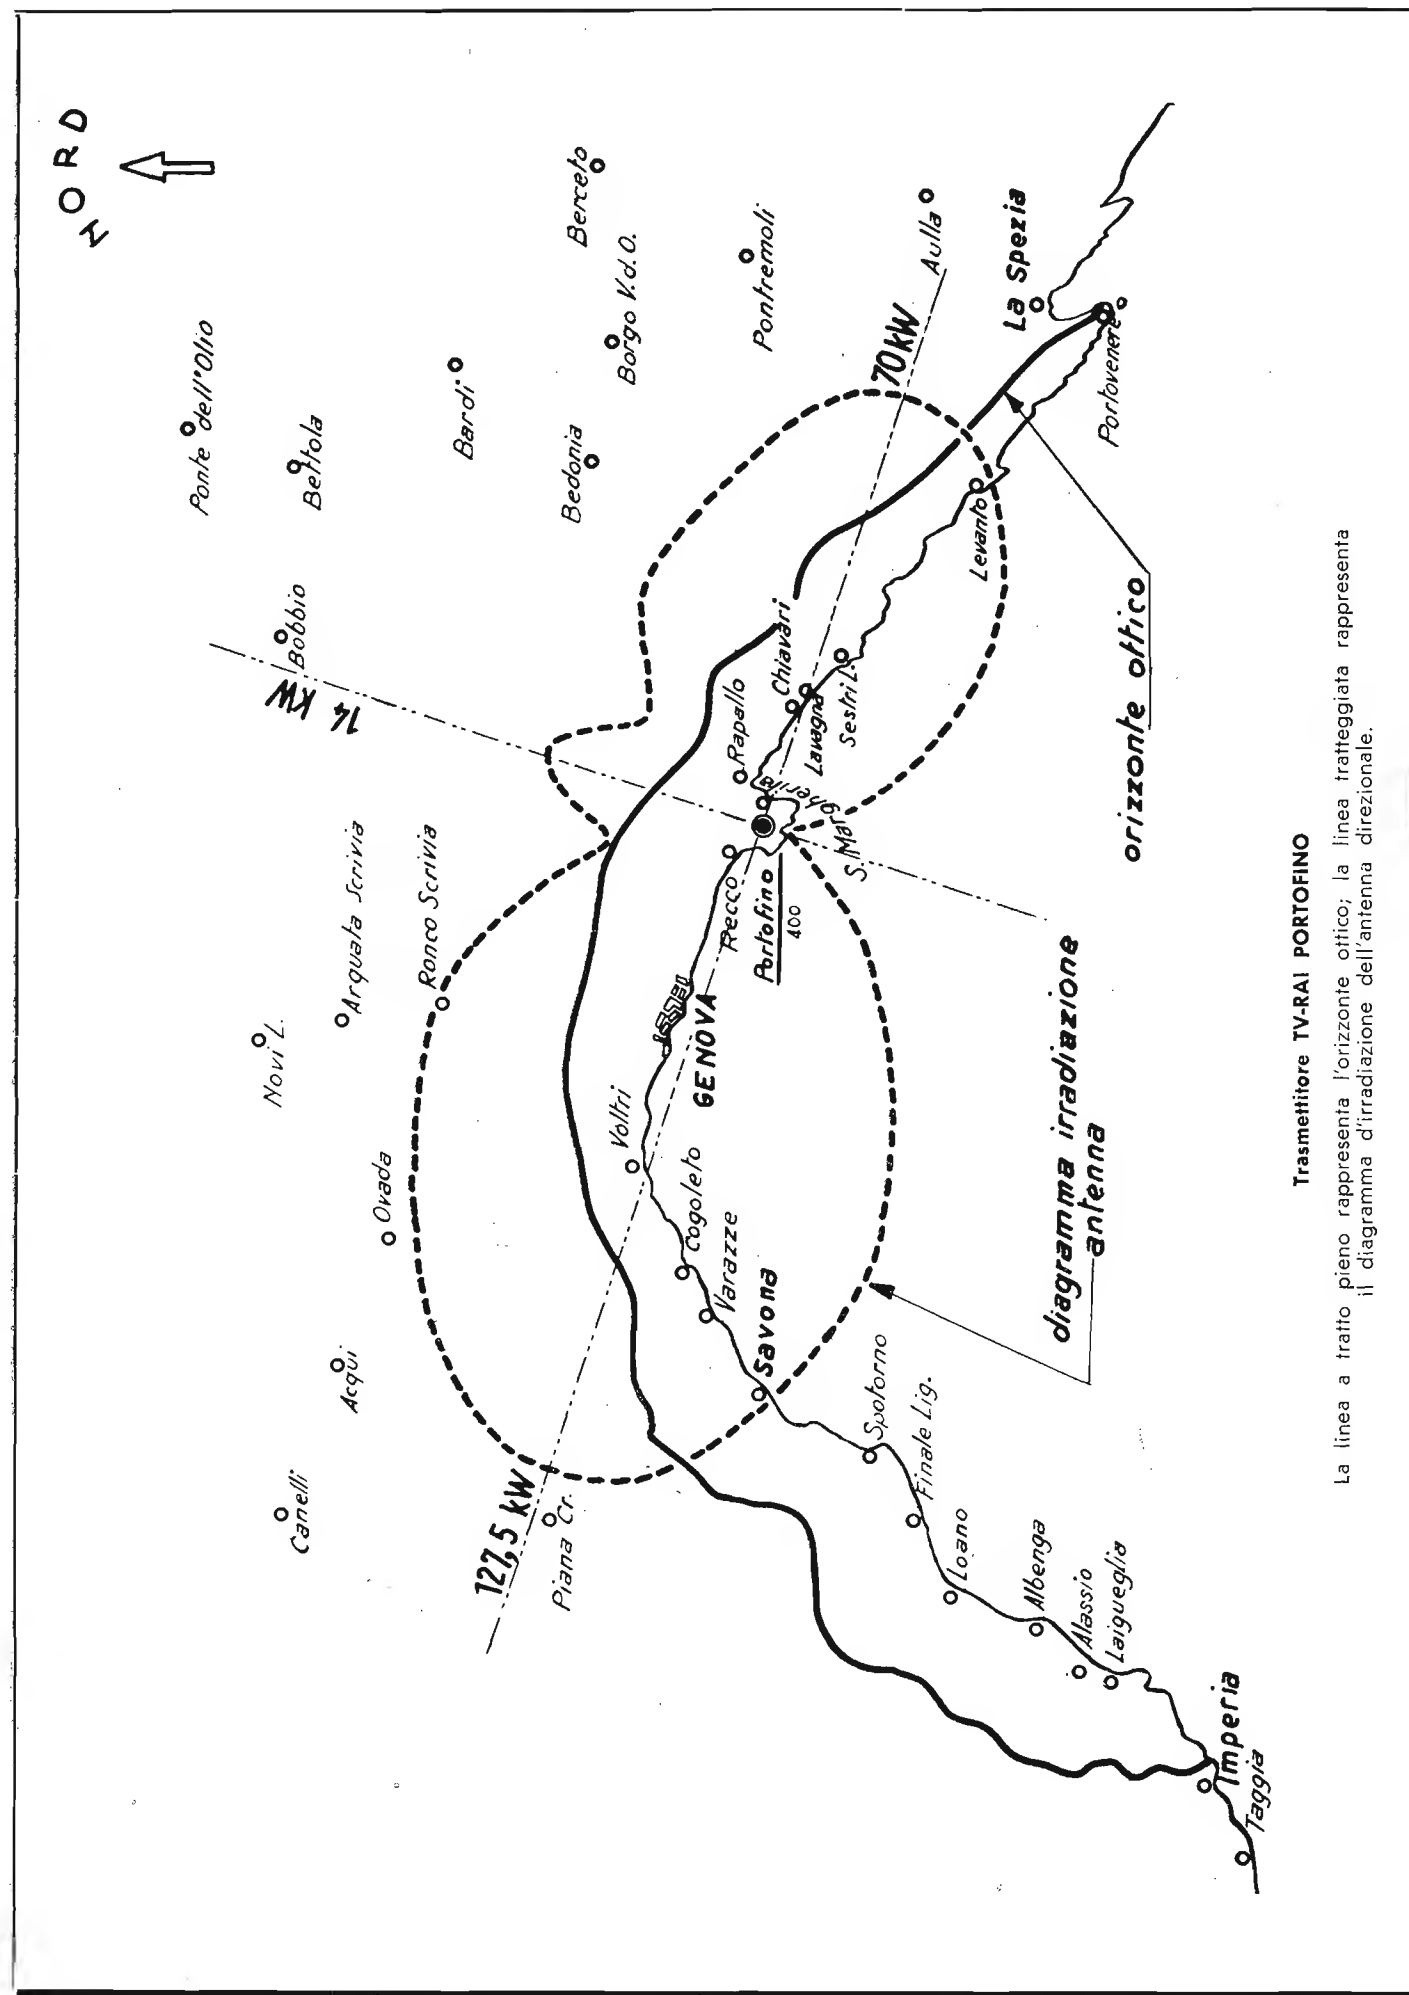 NORD
Ponte dell'Olio
Bettola
Bobbio
14 kW
Bardi
Berceto
Borgo V.d.O.
Bedonia
Pontremoli
Aulla
70 kW
La Spezia
Portovenere
Levanto
Sestri L.
Lavagna
Chiavari
Rapallo
S. Margherita
Portofino
400
Recco
GENOVA
Voltri
Cogoleto
Varazze
Savona
Ronco Scrivia
Arquata Scrivia
Novi L.
Ovada
Acqui
Canelli
127,5 kW
Piana Cr.
Spotorno
Finale Lig.
Loano
Albenga
Alassio
Laigueglia
Imperia
Taggia
orizzonte ottico
diagramma irradiazione
antenna
Trasmettitore TV-RAI PORTOFINO
La linea a tratto pieno rappresenta l'orizzonte ottico; la linea tratteggiata rappresenta
il diagramma d'irradiazione dell'antenna direzionale.